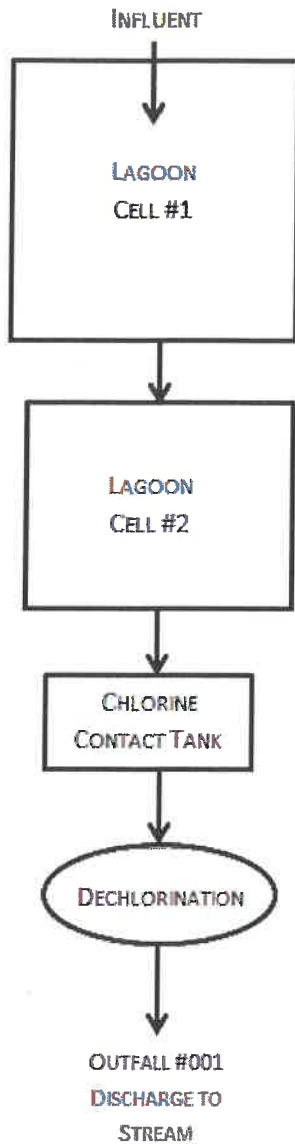 INFLUENT
LAGOON
CELL #1
LAGOON
CELL #2
CHLORINE
CONTACT TANK
DECHLORINATION
OUTFALL #001
DISCHARGE TO
STREAM